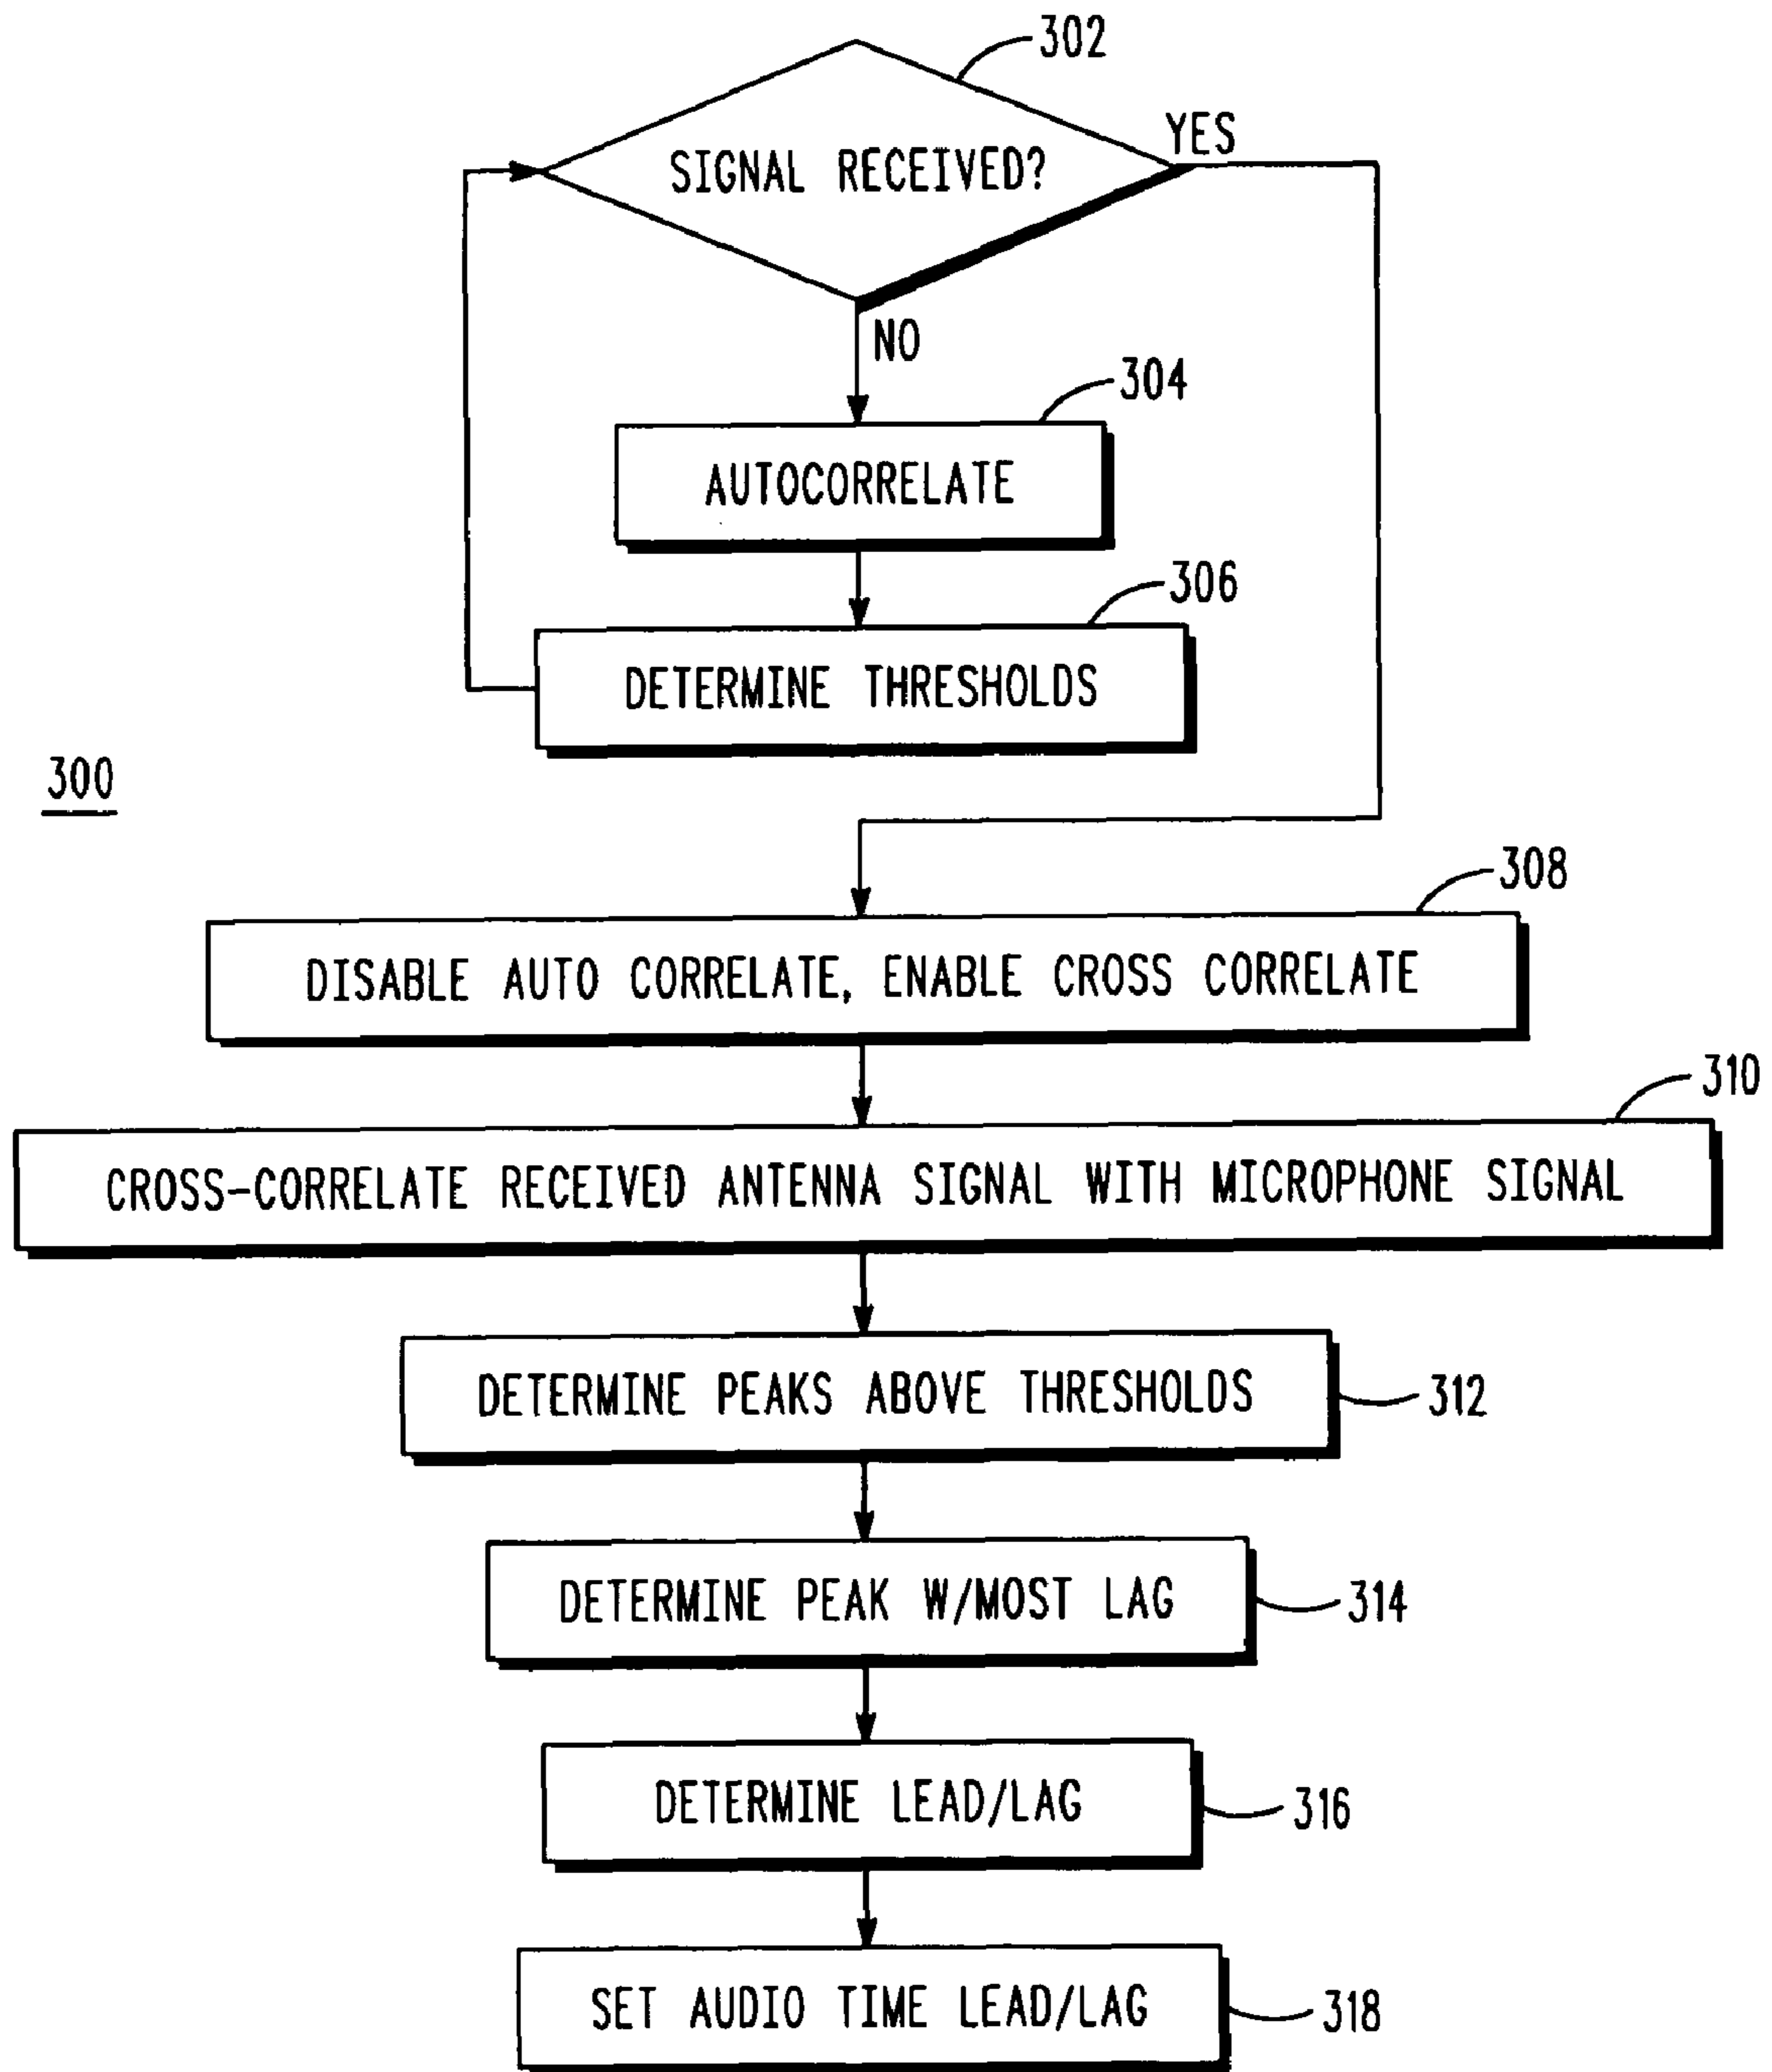 302
SIGNAL RECEIVED?
YES
NO
304
AUTOCORRELATE
306
DETERMINE THRESHOLDS
300
308
DISABLE AUTO CORRELATE, ENABLE CROSS CORRELATE
310
CROSS-CORRELATE RECEIVED ANTENNA SIGNAL WITH MICROPHONE SIGNAL
DETERMINE PEAKS ABOVE THRESHOLDS
312
DETERMINE PEAK W/MOST LAG
314
DETERMINE LEAD/LAG
316
SET AUDIO TIME LEAD/LAG
318